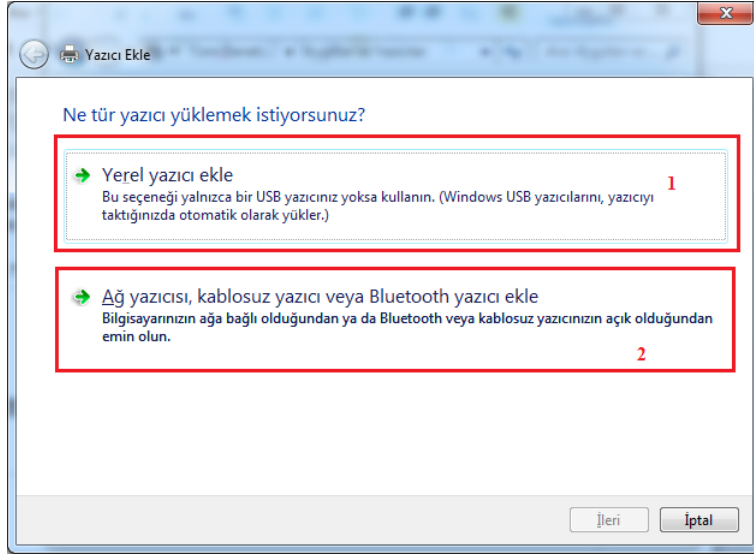 Yazıcı Ekle
Ne tür yazıcı yüklemek istiyorsunuz?
Yerel yazıcı ekle
Bu seçeneği yalnızca bir USB yazıcınız yoksa kullanın. (Windows USB yazıcılarını, yazıcıyı
taktığınızda otomatik olarak yükler.)
1
Ağ yazıcısı, kablosuz yazıcı veya Bluetooth yazıcı ekle
Bilgisayarınızın ağa bağlı olduğundan ya da Bluetooth veya kablosuz yazıcınızın açık olduğundan
emin olun.
2
İleri
İptal